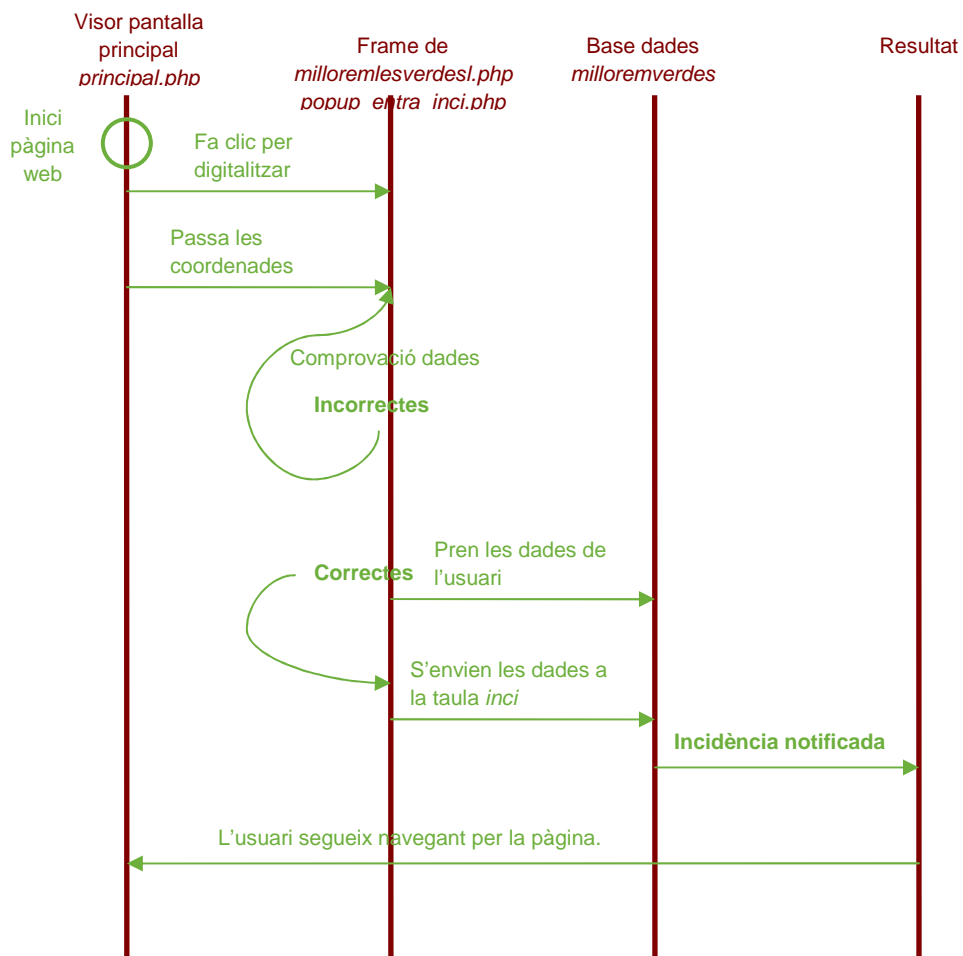 Visor pantalla
principal
principal.php
Frame de
milloremlesverdesl.php
popup_entra_inci.php
Base dades
milloremverdes
Resultat
Inici
pàgina
web
Fa clic per
digitalitzar
Passa les
coordenades
Comprovació dades
Incorrectes
Pren les dades de
l’usuari
Correctes
S’envien les dades a
la taula inci
Incidència notificada
L’usuari segueix navegant per la pàgina.